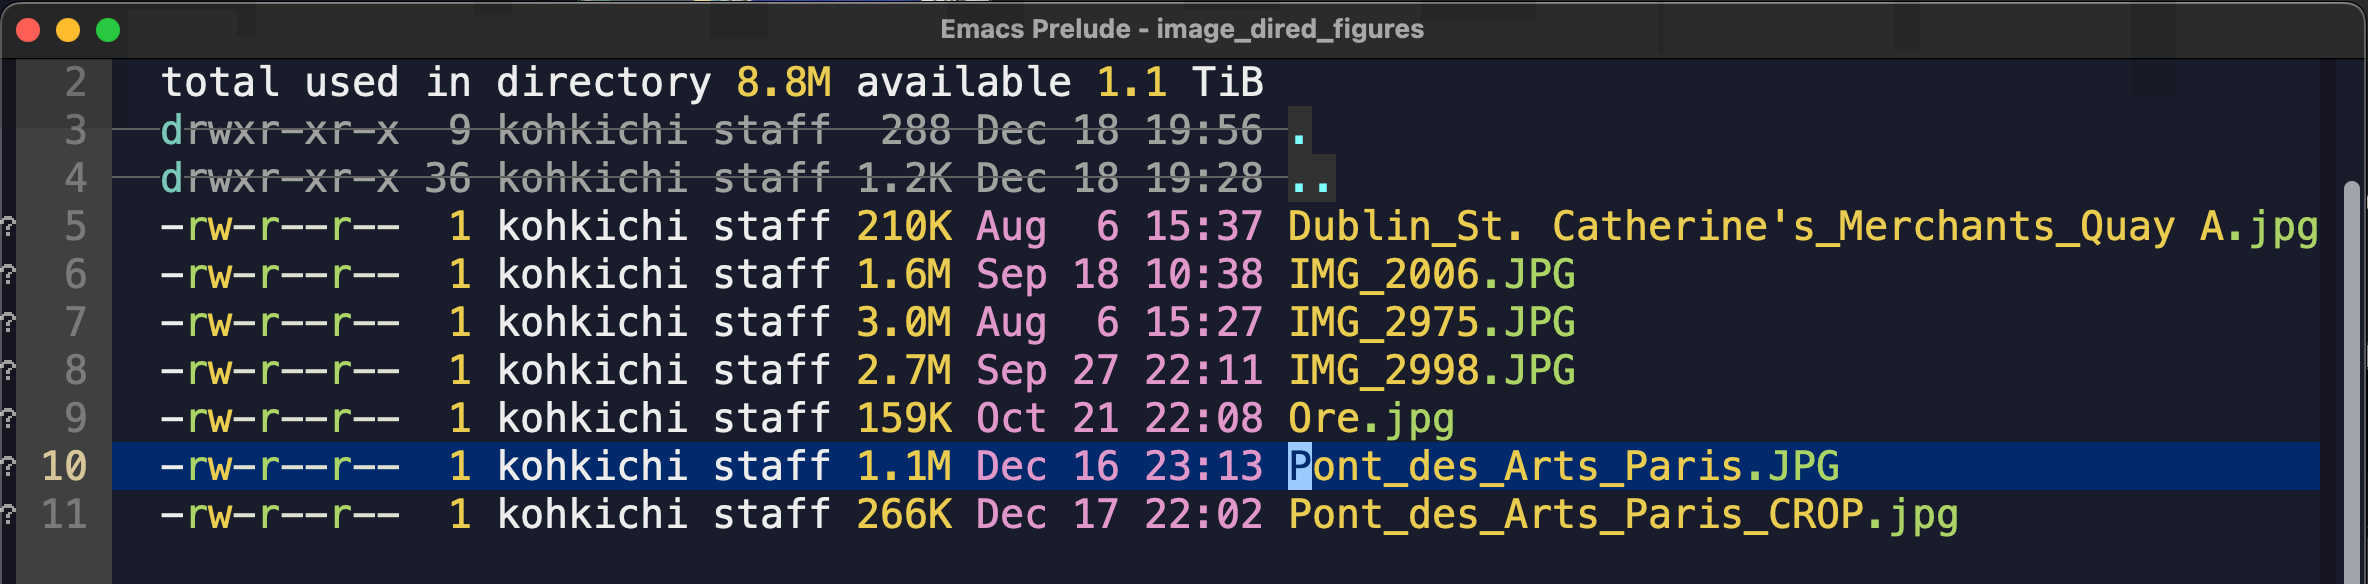 Emacs Prelude - image_dired_figures
2 total used in directory 8.8M available 1.1 TiB
3 drwxr-xr-x 9 kohkichi staff 288 Dec 18 19:56 .
4 drwxr-xr-x 36 kohkichi staff 1.2K Dec 18 19:28 ..
? 5 -rw-r--r-- 1 kohkichi staff 210K Aug 6 15:37 Dublin_St. Catherine's_Merchants_Quay A.jpg
? 6 -rw-r--r-- 1 kohkichi staff 1.6M Sep 18 10:38 IMG_2006.JPG
? 7 -rw-r--r-- 1 kohkichi staff 3.0M Aug 6 15:27 IMG_2975.JPG
? 8 -rw-r--r-- 1 kohkichi staff 2.7M Sep 27 22:11 IMG_2998.JPG
? 9 -rw-r--r-- 1 kohkichi staff 159K Oct 21 22:08 Ore.jpg
? 10 -rw-r--r-- 1 kohkichi staff 1.1M Dec 16 23:13 Pont_des_Arts_Paris.JPG
? 11 -rw-r--r-- 1 kohkichi staff 266K Dec 17 22:02 Pont_des_Arts_Paris_CROP.jpg